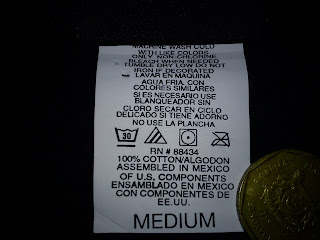 MACHINE WASH COLD
WITH LIKE COLORS
ONLY NON-CHLORINE
BLEACH WHEN NEEDED
TUMBLE DRY LOW DO NOT
IRON IF DECORATED
LAVAR EN MAQUINA
AGUA FRIA. CON
COLORES SIMILARES
SI ES NECESARIO USE
BLANQUEADOR SIN
CLORO SECAR EN CICLO
DELICADO SI TIENE ADORNO
NO USE LA PLANCHA
30
RN # 88434
100% COTTON/ALGODON
ASSEMBLED IN MEXICO
OF U.S. COMPONENTS
ENSAMBLADO EN MEXICO
CON COMPONENTES DE
EE.UU.
MEDIUM